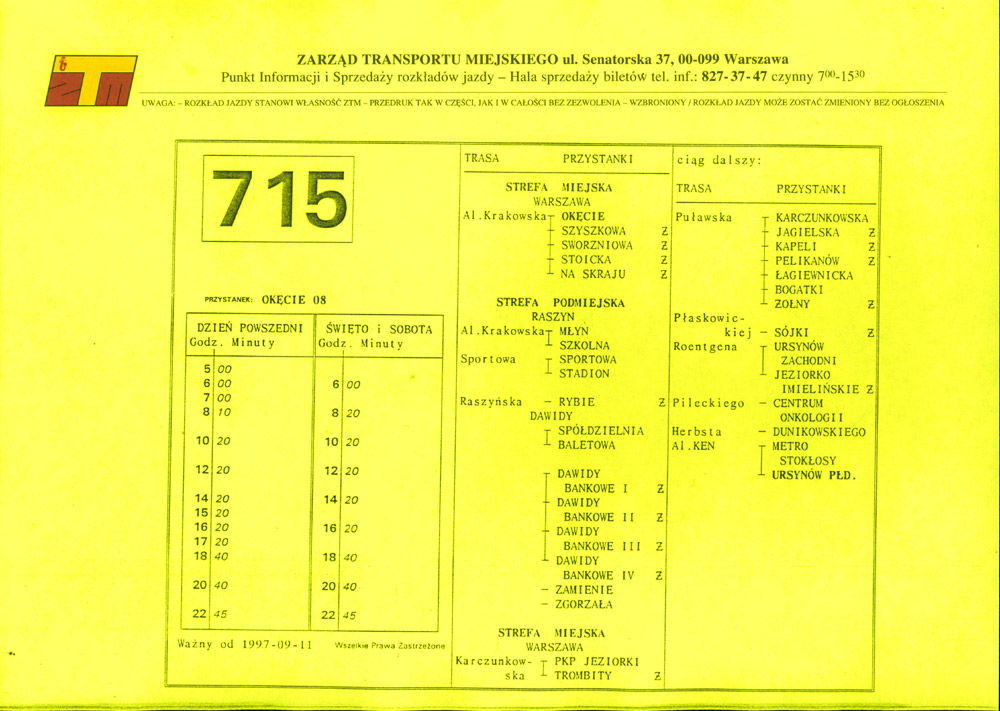 ZTM
ZARZĄD TRANSPORTU MIEJSKIEGO ul. Senatorska 37, 00-099 Warszawa
Punkt Informacji i Sprzedaży rozkładów jazdy – Hala sprzedaży biletów tel. inf.: 827-37-47 czynny 7⁰⁰-15³⁰
UWAGA: – ROZKŁAD JAZDY STANOWI WŁASNOŚĆ ZTM – PRZEDRUK TAK W CZĘŚCI, JAK I W CAŁOŚCI BEZ ZEZWOLENIA – WZBRONIONY / ROZKŁAD JAZDY MOŻE ZOSTAĆ ZMIENIONY BEZ OGŁOSZENIA
715
PRZYSTANEK: OKĘCIE 08
DZIEŃ POWSZEDNI ŚWIĘTO i SOBOTA
Godz. Minuty Godz. Minuty
5 00
6 00 6 00
7 00
8 10 8 20
10 20 10 20
12 20 12 20
14 20 14 20
15 20
16 20 16 20
17 20
18 40 18 40
20 40 20 40
22 45 22 45
Ważny od 1997-09-11 Wszelkie Prawa Zastrzeżone
TRASA PRZYSTANKI
STREFA MIEJSKA
WARSZAWA
Al.Krakowska OKĘCIE
SZYSZKOWA Ż
SWORZNIOWA Ż
STOICKA Ż
NA SKRAJU Ż
STREFA PODMIEJSKA
RASZYN
Al.Krakowska MŁYN
SZKOLNA
Sportowa SPORTOWA
STADION
Raszyńska – RYBIE Ż
DAWIDY
SPÓŁDZIELNIA
BALETOWA
DAWIDY
BANKOWE I Ż
DAWIDY
BANKOWE II Ż
DAWIDY
BANKOWE III Ż
DAWIDY
BANKOWE IV Ż
– ZAMIENIE
– ZGORZAŁA
STREFA MIEJSKA
WARSZAWA
Karczunkow- PKP JEZIORKI
ska TROMBITY Ż
ciąg dalszy:
TRASA PRZYSTANKI
Puławska KARCZUNKOWSKA
JAGIELSKA Ż
KAPELI Ż
PELIKANÓW Ż
ŁAGIEWNICKA
BOGATKI
ŻOŁNY Ż
Płaskowic-
kiej – SÓJKI Ż
Roentgena URSYNÓW
ZACHODNI
JEZIORKO
IMIELIŃSKIE Ż
Pileckiego – CENTRUM
ONKOLOGII
Herbsta – DUNIKOWSKIEGO
Al.KEN METRO
STOKŁOSY
URSYNÓW PŁD.